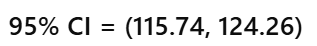 95% CI = (115.74, 124.26)